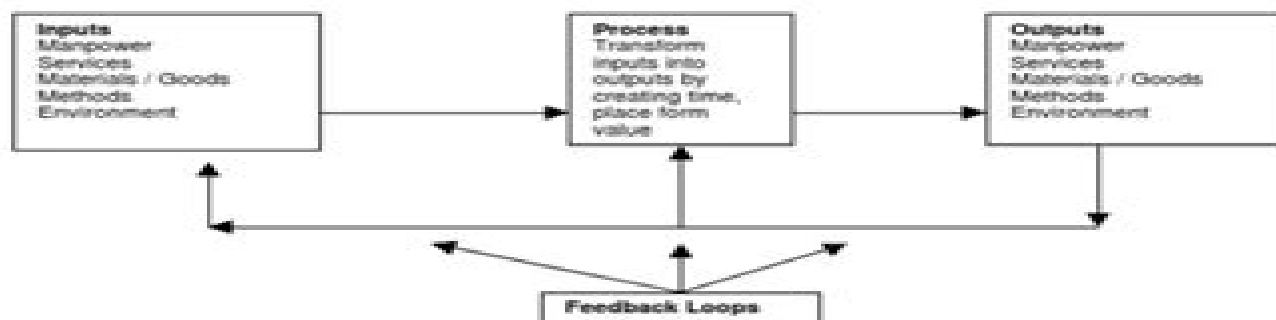 Inputs
Manpower
Services
Materials / Goods
Methods
Environment
Process
Transform
inputs into
outputs by
creating time,
place form
value
Outputs
Manpower
Services
Materials / Goods
Methods
Environment
Feedback Loops